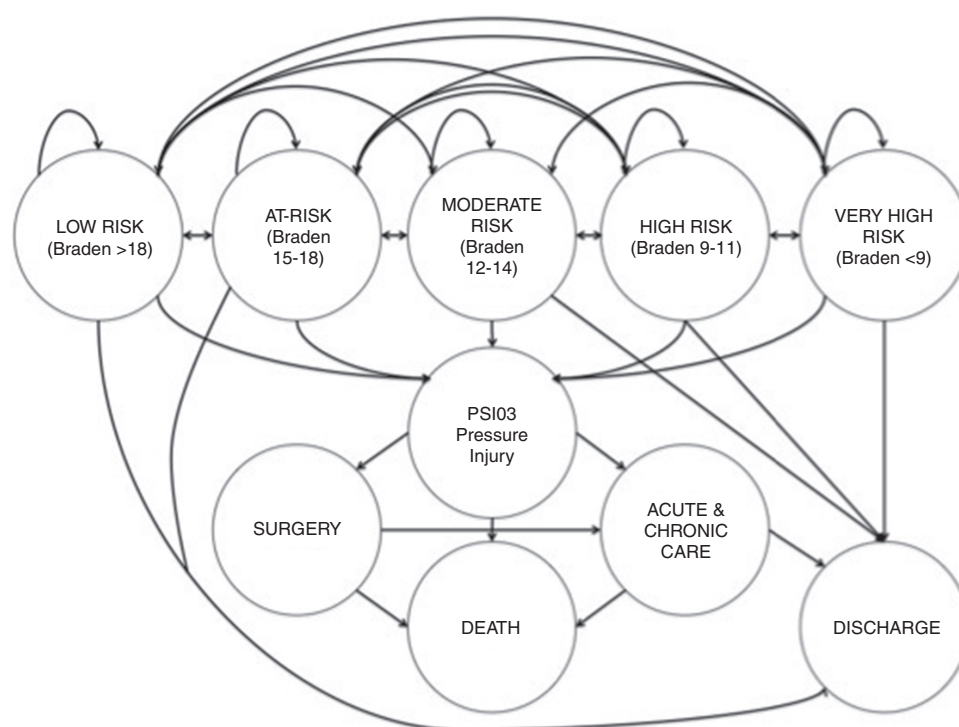 LOW RISK
(Braden >18)
AT-RISK
(Braden
15-18)
MODERATE
RISK
(Braden
12-14)
HIGH RISK
(Braden 9-11)
VERY HIGH
RISK
(Braden <9)
PSI03
Pressure
Injury
SURGERY
ACUTE &
CHRONIC
CARE
DEATH
DISCHARGE